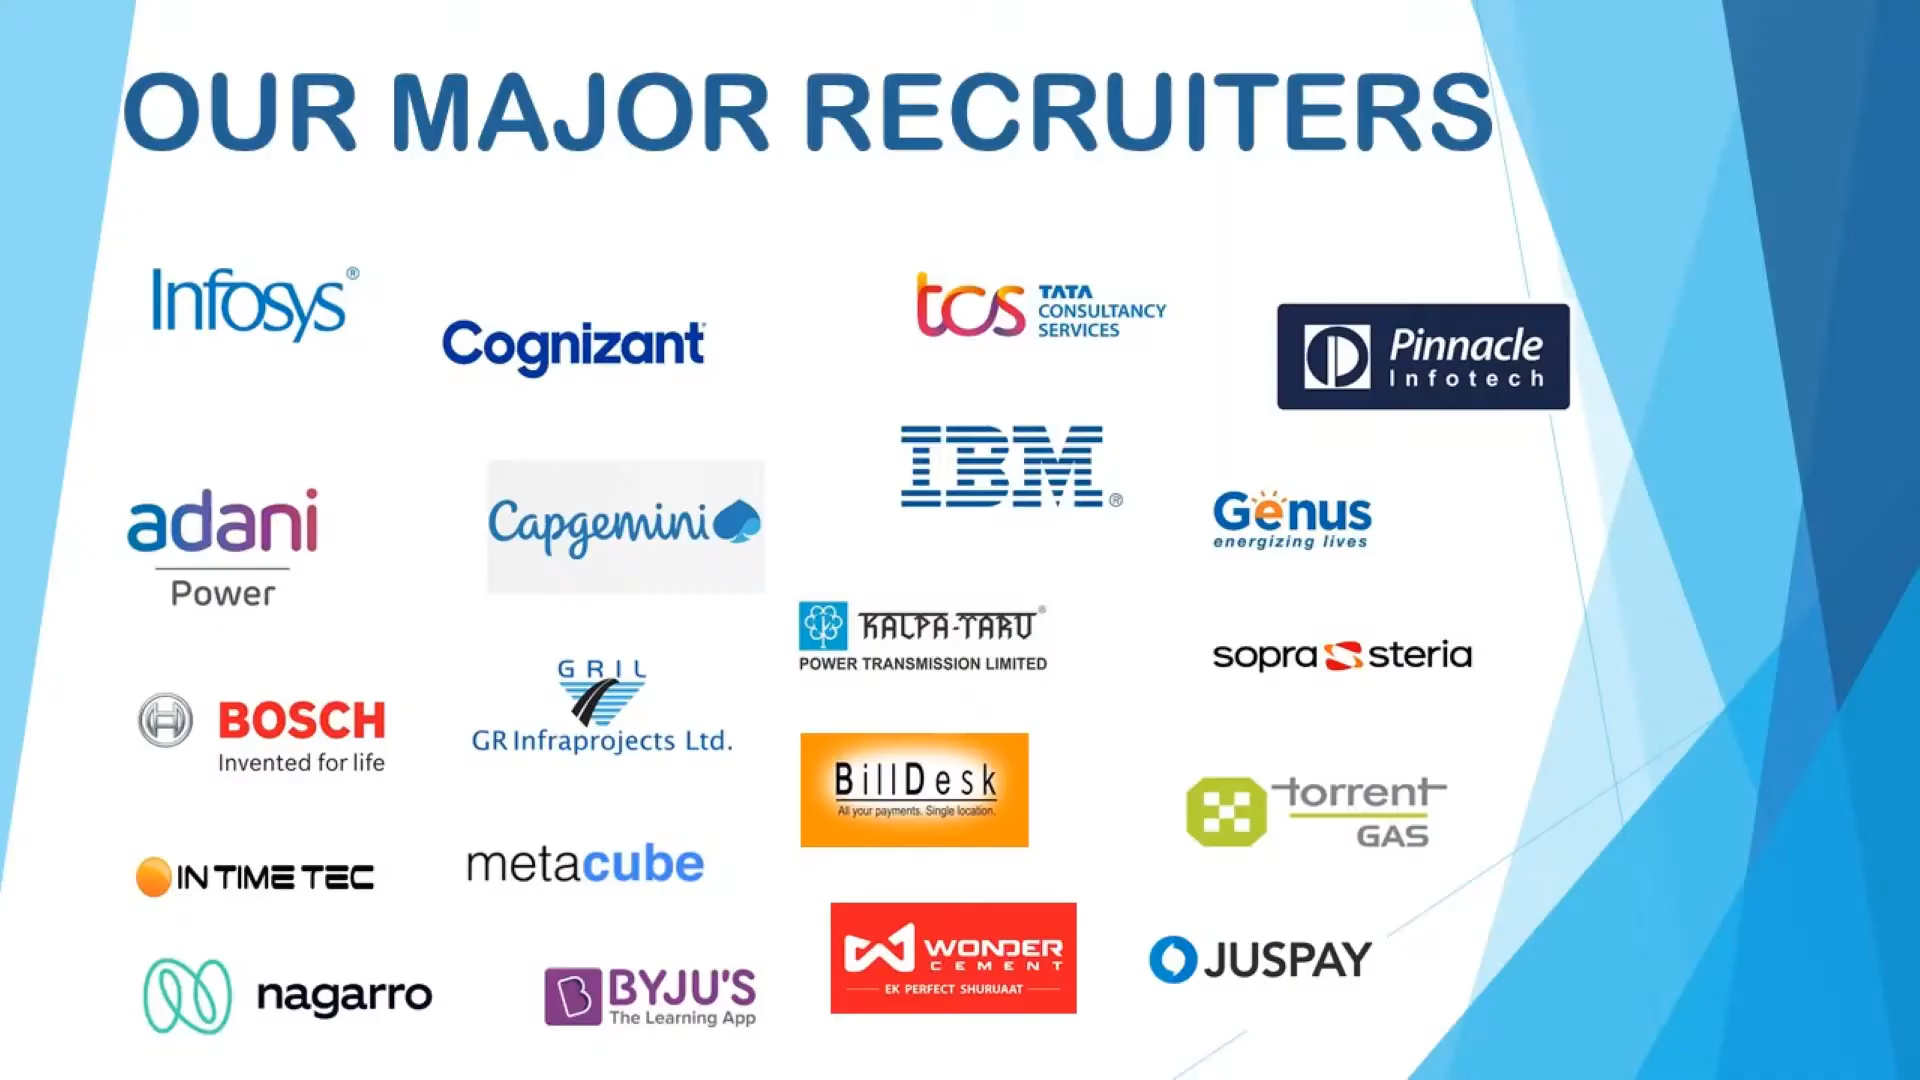 OUR MAJOR RECRUITERS
Infosys®
Cognizant
tcs TATA
CONSULTANCY
SERVICES
Pinnacle
Infotech
adani
Power
Capgemini
IBM®
Genus
energizing lives
KALPA-TARU®
POWER TRANSMISSION LIMITED
sopra steria
BOSCH
Invented for life
GRIL
GR Infraprojects Ltd.
BillDesk
All your payments. Single location.
torrent
GAS
IN TIME TEC
metacube
WONDER
CEMENT
EK PERFECT SHURUAAT
JUSPAY
nagarro
BYJU'S
The Learning App